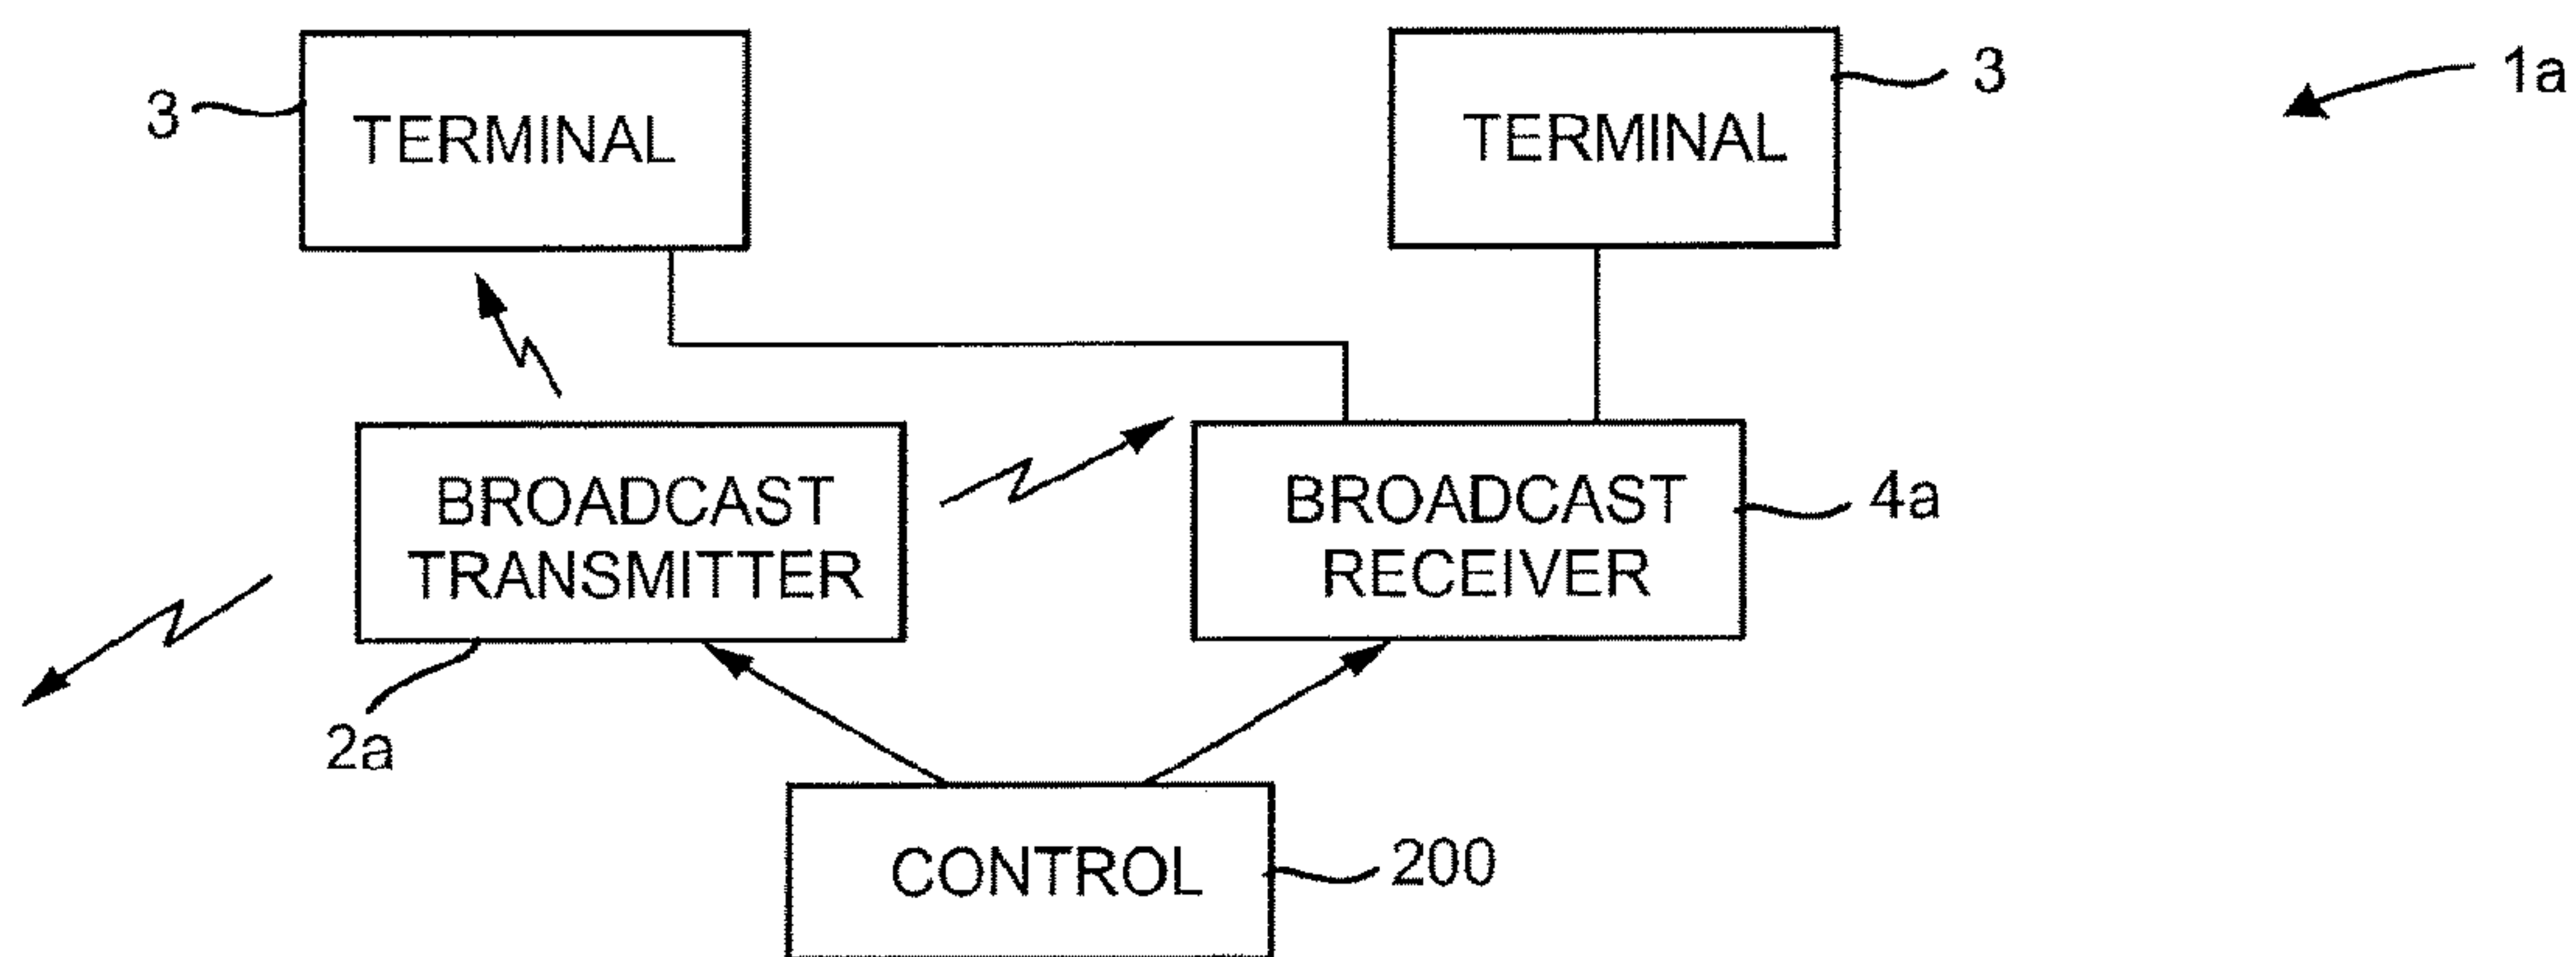 3
TERMINAL
TERMINAL
3
1a
BROADCAST
TRANSMITTER
2a
BROADCAST
RECEIVER
4a
CONTROL
200